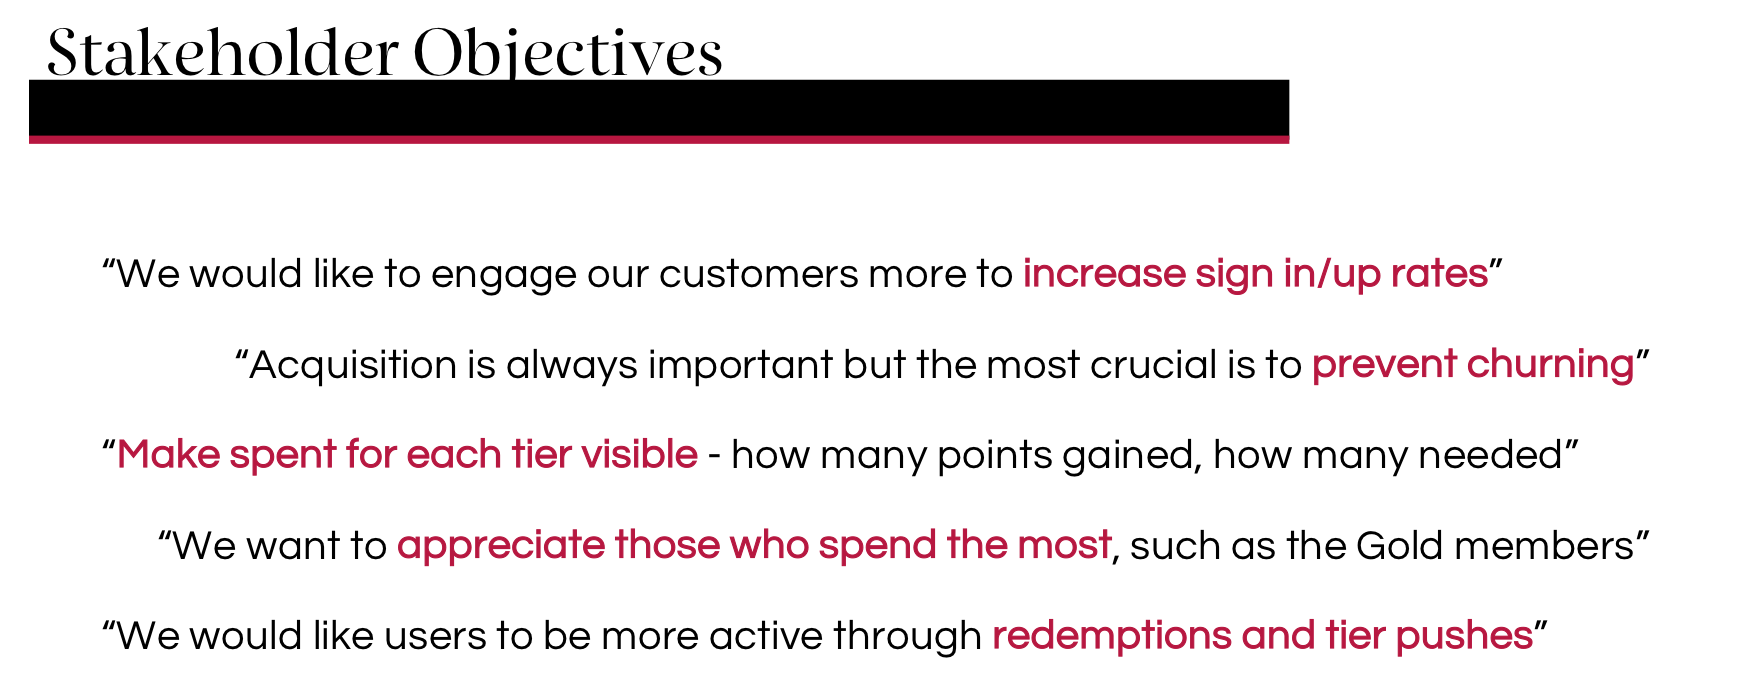 Stakeholder Objectives
“We would like to engage our customers more to increase sign in/up rates”
“Acquisition is always important but the most crucial is to prevent churning”
“Make spent for each tier visible - how many points gained, how many needed”
“We want to appreciate those who spend the most, such as the Gold members”
“We would like users to be more active through redemptions and tier pushes”